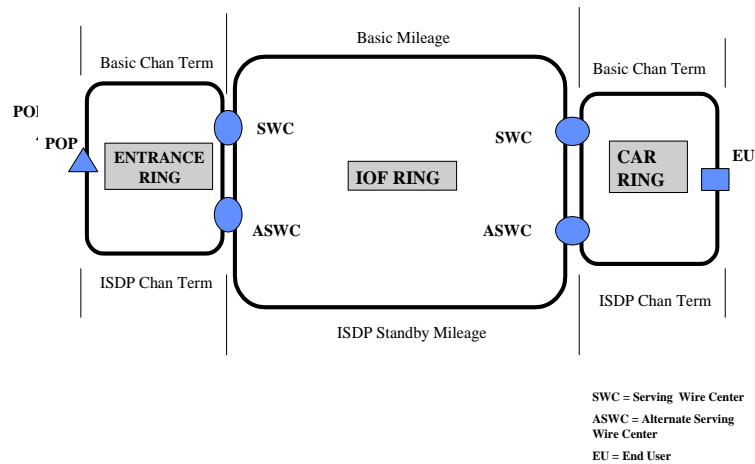 Basic Mileage
Basic Chan Term
Basic Chan Term
POP
SWC
SWC
EU
ENTRANCE
RING
IOF RING
CAR
RING
ASWC
ASWC
ISDP Chan Term
ISDP Chan Term
ISDP Standby Mileage
SWC = Serving Wire Center
ASWC = Alternate Serving
Wire Center
EU = End User